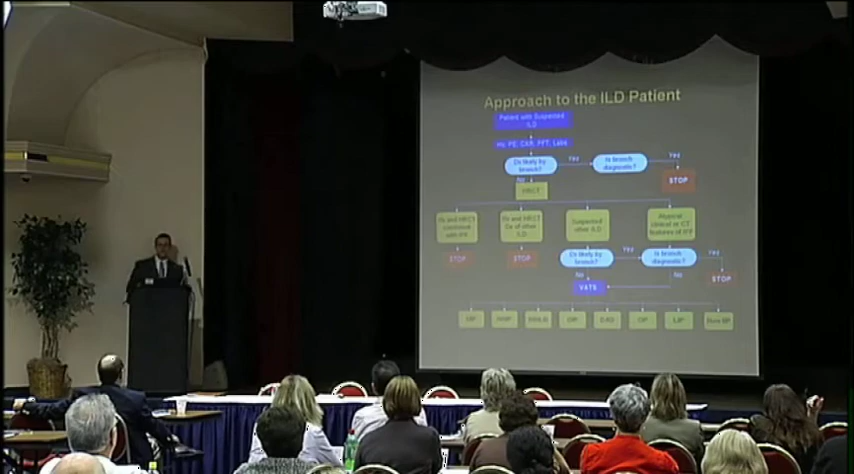 Approach to the ILD Patient
Patient with Suspected
ILD
Hx, PE, CXR, PFT, Labs
Dx likely by
bronch?
Yes
Is bronch
diagnostic?
Yes
STOP
No
HRCT
Hx and HRCT
consistent
with IPF
Hx and HRCT
Dx of other
ILD
Suspected
other ILD
Atypical
clinical or CT
features of IPF
STOP
STOP
Dx likely by
bronch?
Yes
Is bronch
diagnostic?
Yes
STOP
No
No
VATS
UIP
NSIP
RBILD
DIP
DAD
OP
LIP